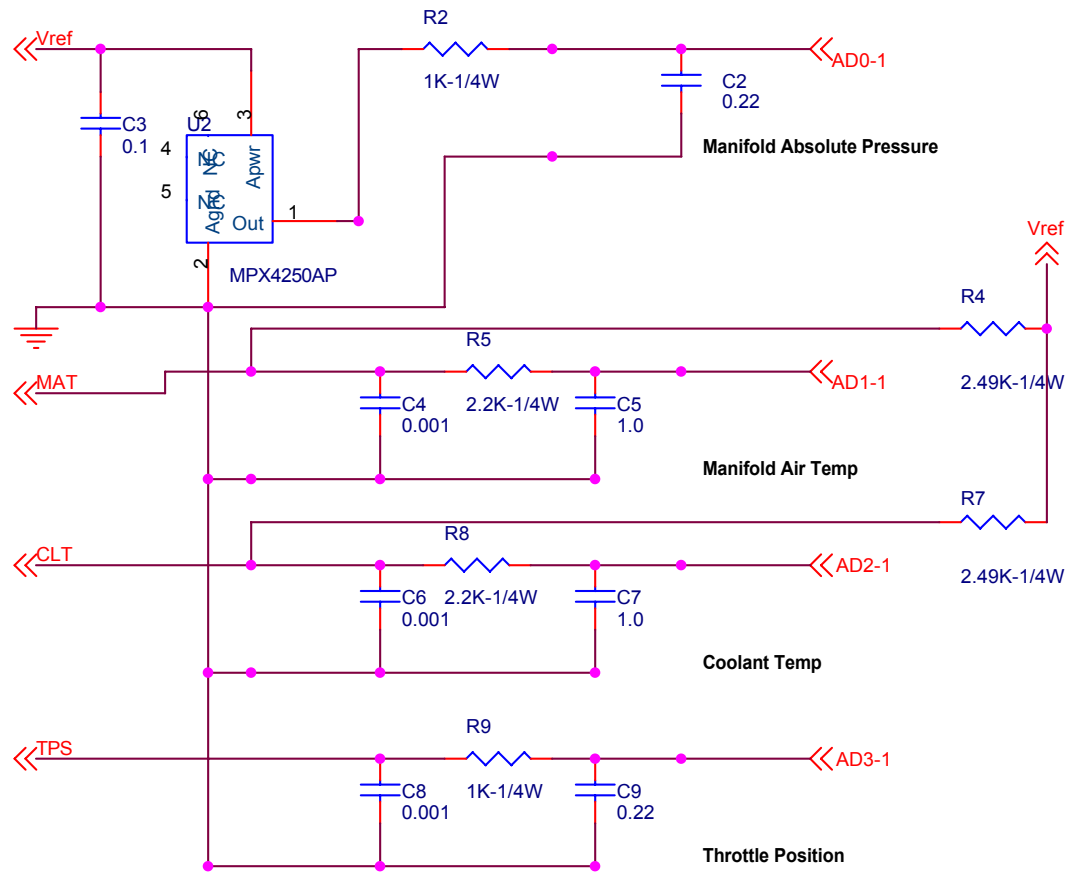 Vref
R2
AD0-1
1K-1/4W
C2
0.22
C3
0.1
U2
6
3
4
5
NC
NC
NC
Apwr
Agnd
Out
1
2
MPX4250AP
Manifold Absolute Pressure
Vref
R4
2.49K-1/4W
MAT
R5
2.2K-1/4W
AD1-1
C4
0.001
C5
1.0
Manifold Air Temp
R7
2.49K-1/4W
CLT
R8
2.2K-1/4W
AD2-1
C6
0.001
C7
1.0
Coolant Temp
TPS
R9
1K-1/4W
AD3-1
C8
0.001
C9
0.22
Throttle Position